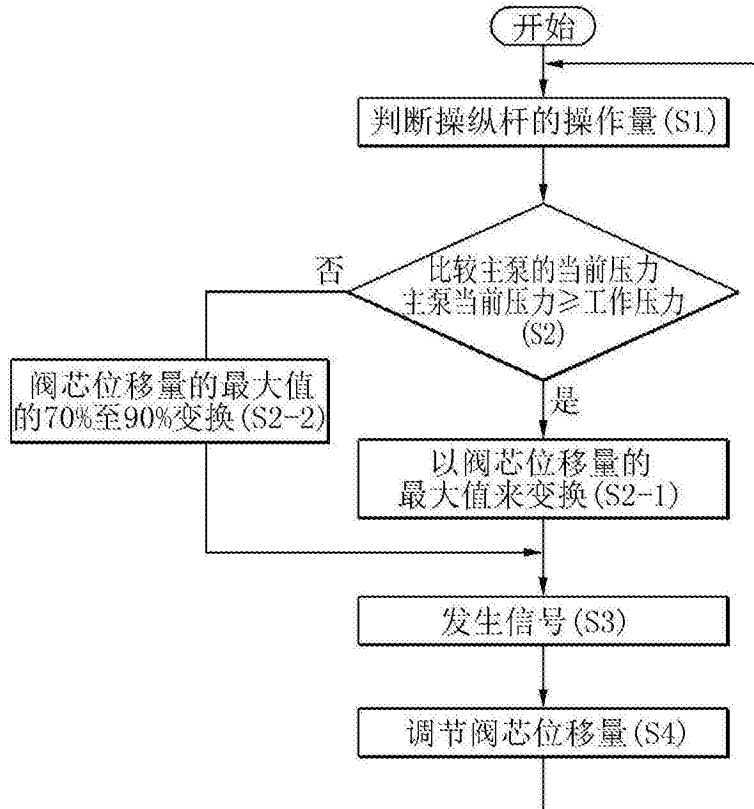 开始
判断操纵杆的操作量(S1)
比较主泵的当前压力
主泵当前压力≥工作压力
(S2)
否
是
阀芯位移量的最大值
的70%至90%变换(S2-2)
以阀芯位移量的
最大值来变换(S2-1)
发生信号(S3)
调节阀芯位移量(S4)